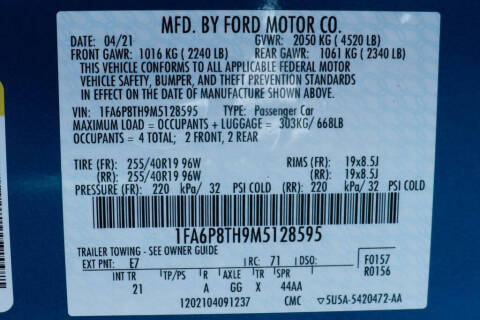 MFD. BY FORD MOTOR CO.
DATE: 04/21 GVWR: 2050 KG (4520 LB)
FRONT GAWR: 1016 KG (2240 LB) REAR GAWR: 1061 KG (2340 LB)
THIS VEHICLE CONFORMS TO ALL APPLICABLE FEDERAL MOTOR
VEHICLE SAFETY, BUMPER, AND THEFT PREVENTION STANDARDS
IN EFFECT ON THE DATE OF MANUFACTURE SHOWN ABOVE.
VIN: 1FA6P8TH9M5128595 TYPE: Passenger Car
MAXIMUM LOAD = OCCUPANTS + LUGGAGE = 303KG/ 668LB
OCCUPANTS = 4 TOTAL; 2 FRONT, 2 REAR
TIRE (FR): 255/40R19 96W RIMS (FR): 19x8.5J
(RR): 255/40R19 96W (RR): 19x8.5J
PRESSURE (FR): 220 kPa/ 32 PSI COLD (RR): 220 kPa/ 32 PSI COLD
1FA6P8TH9M5128595
TRAILER TOWING - SEE OWNER GUIDE
EXT PNT: E7 RC: 71 DSO: F0157
INT TR TP/PS R AXLE TR SPR R0156
21 A GG X 44AA
1202104091237 CMC 5U5A-5420472-AA